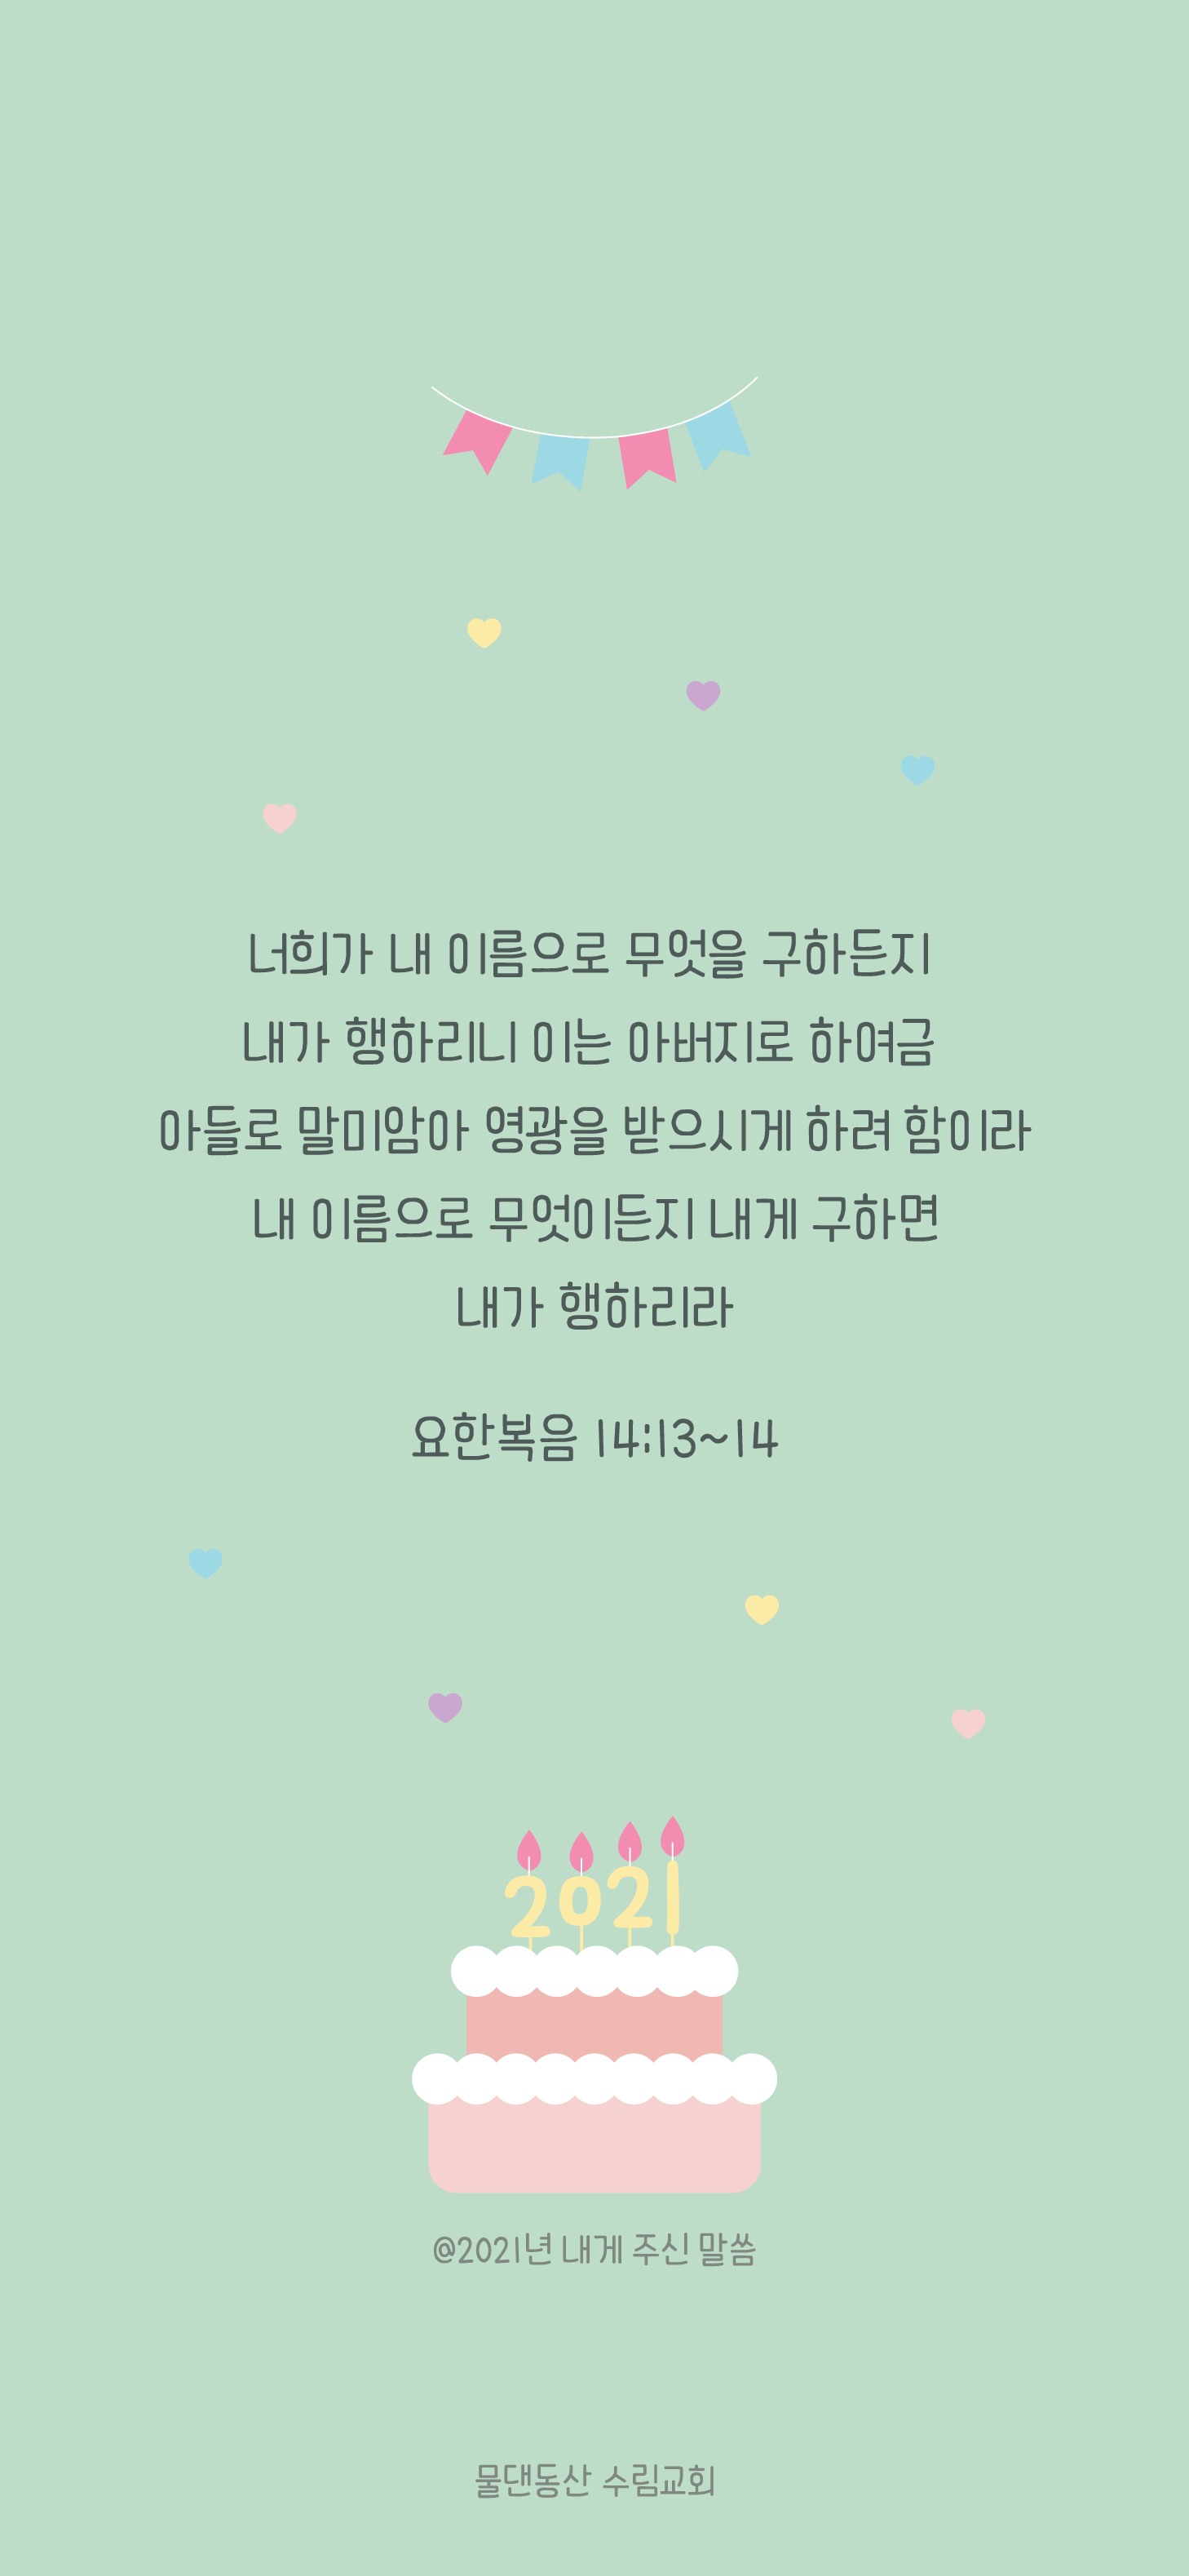 너희가 내 이름으로 무엇을 구하든지
내가 행하리니 이는 아버지로 하여금
아들로 말미암아 영광을 받으시게 하려 함이라
내 이름으로 무엇이든지 내게 구하면
내가 행하리라
요한복음 14:13~14
2021
@2021년 내게 주신 말씀
물댄동산 수림교회